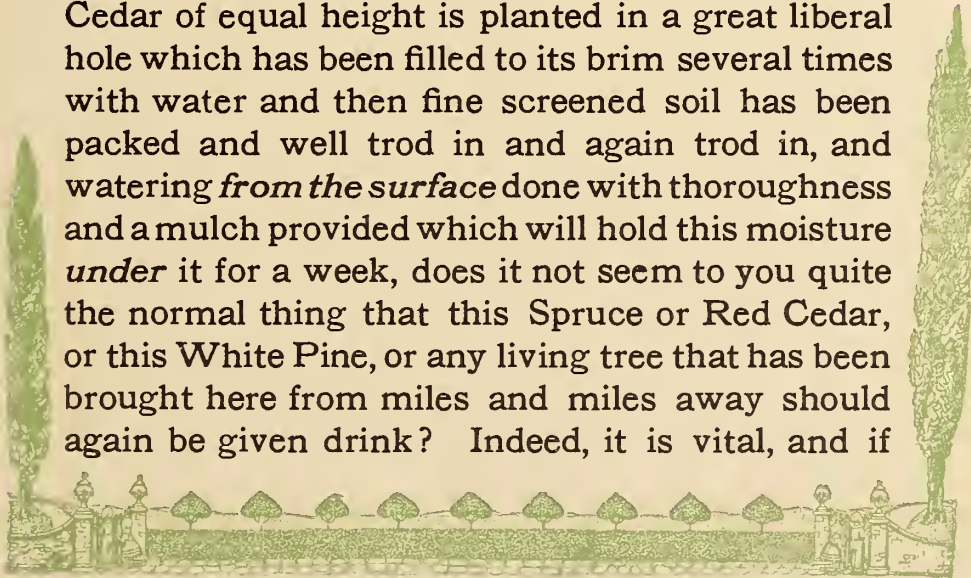 Cedar of equal height is planted in a great liberal
hole which has been filled to its brim several times
with water and then fine screened soil has been
packed and well trod in and again trod in, and
watering from the surface done with thoroughness
and a mulch provided which will hold this moisture
under it for a week, does it not seem to you quite
the normal thing that this Spruce or Red Cedar,
or this White Pine, or any living tree that has been
brought here from miles and miles away should
again be given drink? Indeed, it is vital, and if